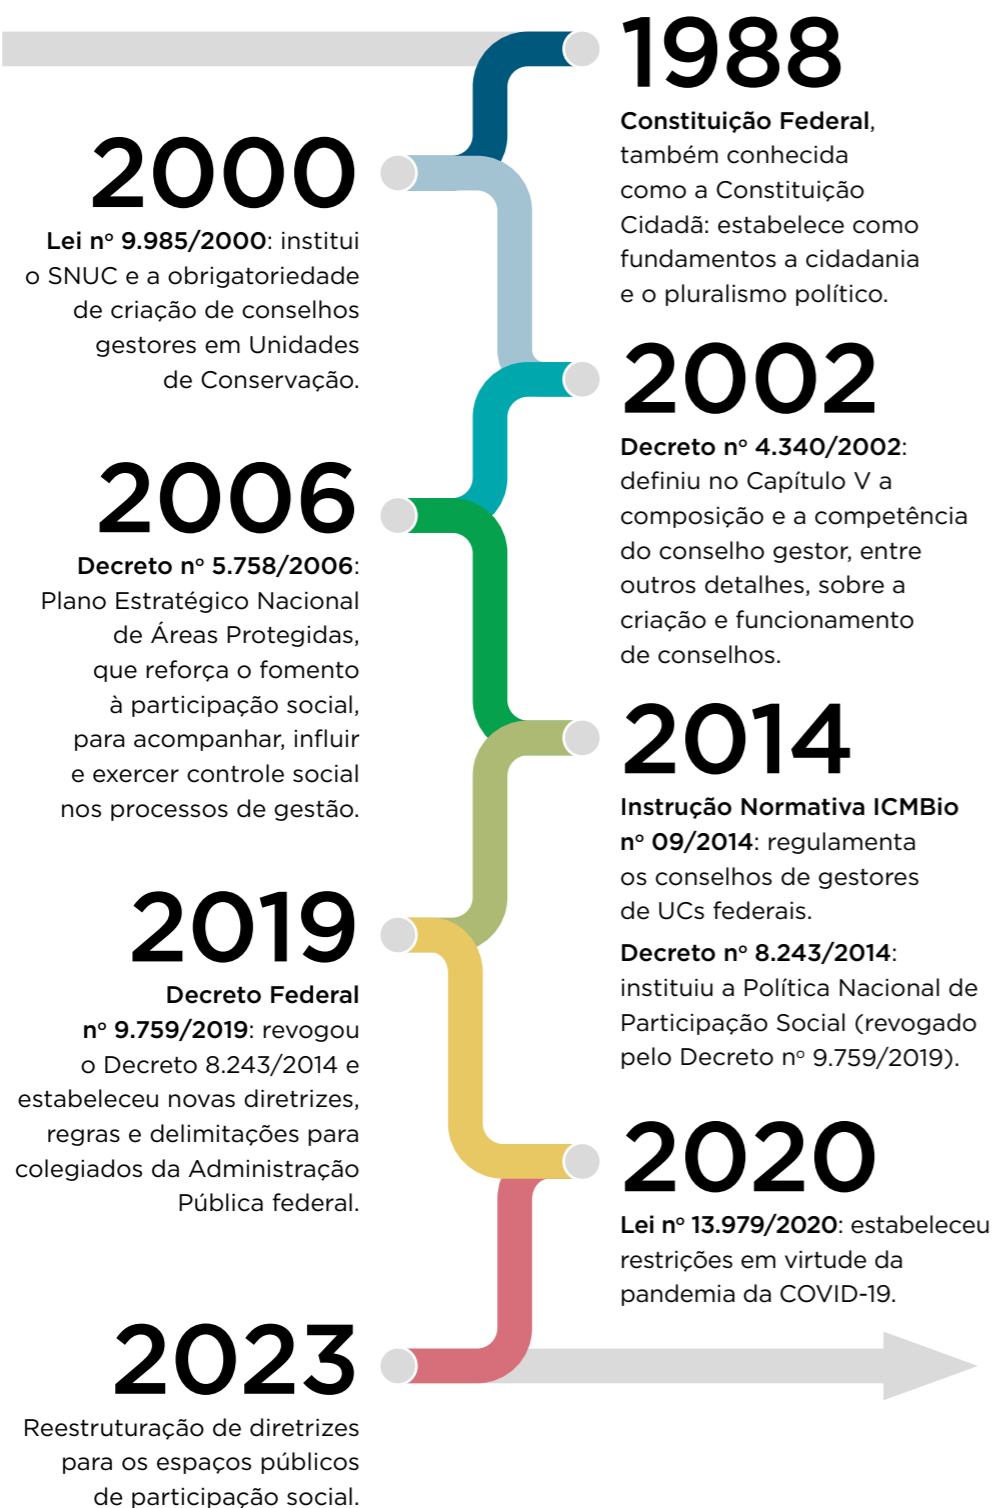 1988
Constituição Federal,
também conhecida
como a Constituição
Cidadã: estabelece como
fundamentos a cidadania
e o pluralismo político.
2000
Lei nº 9.985/2000: institui
o SNUC e a obrigatoriedade
de criação de conselhos
gestores em Unidades
de Conservação.
2002
Decreto nº 4.340/2002:
definiu no Capítulo V a
composição e a competência
do conselho gestor, entre
outros detalhes, sobre a
criação e funcionamento
de conselhos.
2006
Decreto nº 5.758/2006:
Plano Estratégico Nacional
de Áreas Protegidas,
que reforça o fomento
à participação social,
para acompanhar, influir
e exercer controle social
nos processos de gestão.
2014
Instrução Normativa ICMBio
nº 09/2014: regulamenta
os conselhos de gestores
de UCs federais.
Decreto nº 8.243/2014:
instituiu a Política Nacional de
Participação Social (revogado
pelo Decreto nº 9.759/2019).
2019
Decreto Federal
nº 9.759/2019: revogou
o Decreto 8.243/2014 e
estabeleceu novas diretrizes,
regras e delimitações para
colegiados da Administração
Pública federal.
2020
Lei nº 13.979/2020: estabeleceu
restrições em virtude da
pandemia da COVID-19.
2023
Reestruturação de diretrizes
para os espaços públicos
de participação social.